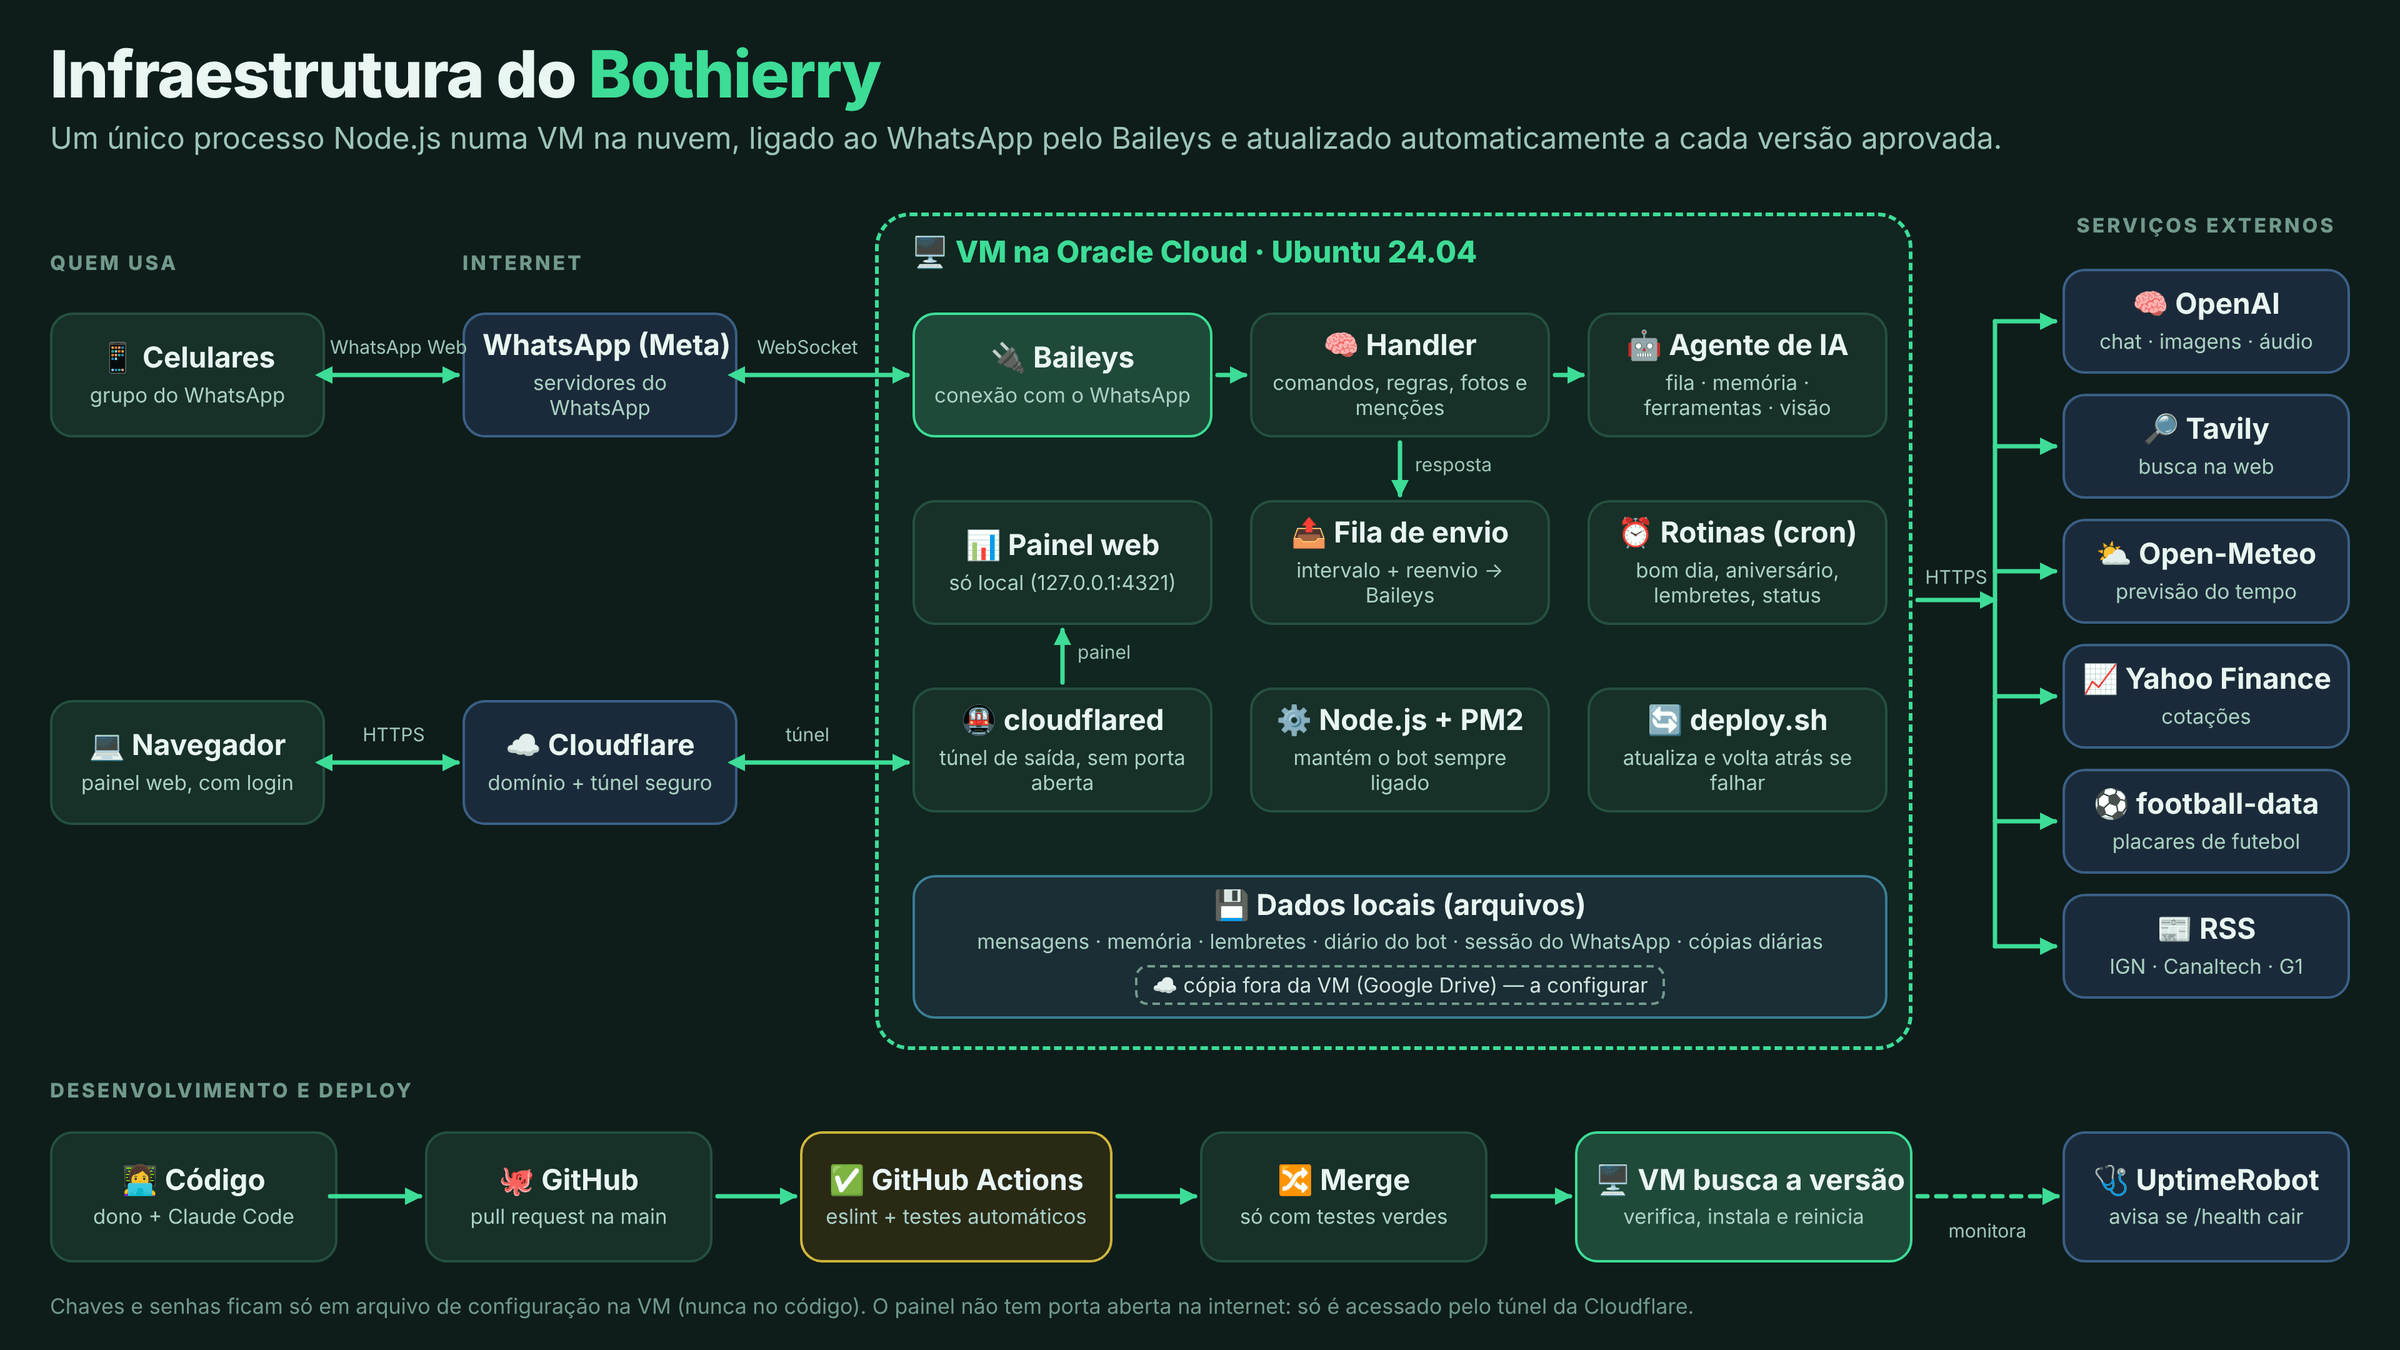 Infraestrutura do Bothierry
Um único processo Node.js numa VM na nuvem, ligado ao WhatsApp pelo Baileys e atualizado automaticamente a cada versão aprovada.
QUEM USA
INTERNET
VM na Oracle Cloud · Ubuntu 24.04
SERVIÇOS EXTERNOS
Celulares
grupo do WhatsApp
WhatsApp Web
WhatsApp (Meta)
servidores do
WhatsApp
WebSocket
Baileys
conexão com o WhatsApp
Handler
comandos, regras, fotos e
menções
Agente de IA
fila · memória ·
ferramentas · visão
resposta
Painel web
só local (127.0.0.1:4321)
Fila de envio
intervalo + reenvio →
Baileys
Rotinas (cron)
bom dia, aniversário,
lembretes, status
painel
Navegador
painel web, com login
HTTPS
Cloudflare
domínio + túnel seguro
túnel
cloudflared
túnel de saída, sem porta
aberta
Node.js + PM2
mantém o bot sempre
ligado
deploy.sh
atualiza e volta atrás se
falhar
Dados locais (arquivos)
mensagens · memória · lembretes · diário do bot · sessão do WhatsApp · cópias diárias
cópia fora da VM (Google Drive) — a configurar
HTTPS
OpenAI
chat · imagens · áudio
Tavily
busca na web
Open-Meteo
previsão do tempo
Yahoo Finance
cotações
football-data
placares de futebol
RSS
IGN · Canaltech · G1
DESENVOLVIMENTO E DEPLOY
Código
dono + Claude Code
GitHub
pull request na main
GitHub Actions
eslint + testes automáticos
Merge
só com testes verdes
VM busca a versão
verifica, instala e reinicia
monitora
UptimeRobot
avisa se /health cair
Chaves e senhas ficam só em arquivo de configuração na VM (nunca no código). O painel não tem porta aberta na internet: só é acessado pelo túnel da Cloudflare.